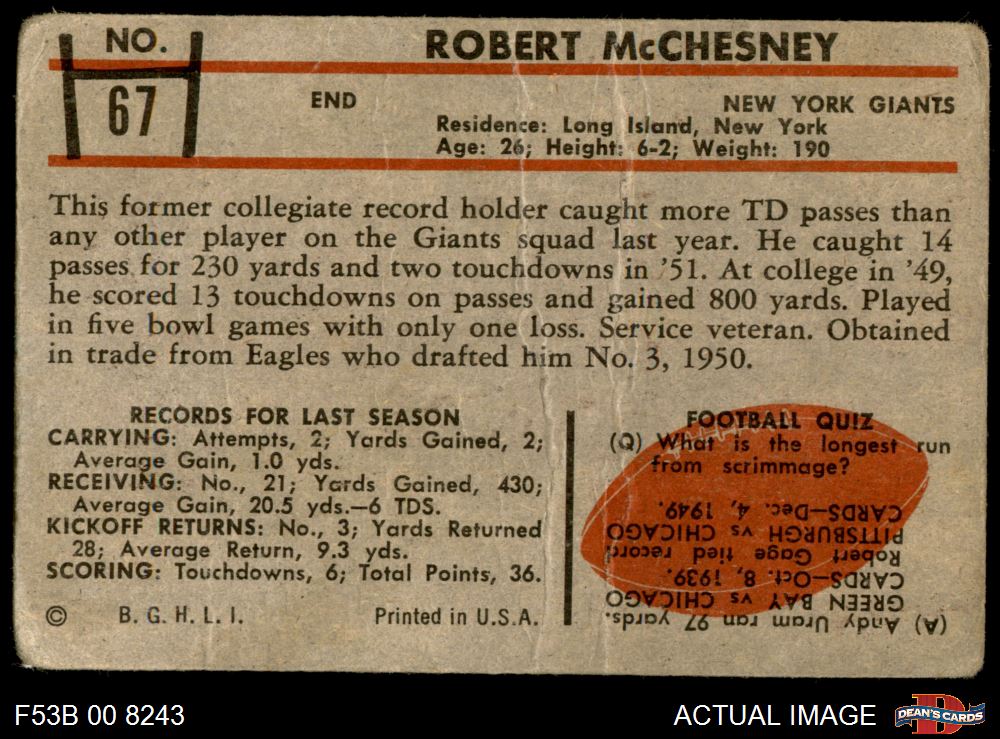 NO.
67
ROBERT McCHESNEY
END
NEW YORK GIANTS
Residence: Long Island, New York
Age: 26; Height: 6-2; Weight: 190
This former collegiate record holder caught more TD passes than
any other player on the Giants squad last year. He caught 14
passes for 230 yards and two touchdowns in '51. At college in '49,
he scored 13 touchdowns on passes and gained 800 yards. Played
in five bowl games with only one loss. Service veteran. Obtained
in trade from Eagles who drafted him No. 3, 1950.
RECORDS FOR LAST SEASON
CARRYING: Attempts, 2; Yards Gained, 2;
Average Gain, 1.0 yds.
RECEIVING: No., 21; Yards Gained, 430;
Average Gain, 20.5 yds.—6 TDS.
KICKOFF RETURNS: No., 3; Yards Returned
28; Average Return, 9.3 yds.
SCORING: Touchdowns, 6; Total Points, 36.
© B. G. H. L. I. Printed in U.S.A.
FOOTBALL QUIZ
(Q) What is the longest run
from scrimmage?
(A) Andy Uram ran 97 yards.
GREEN BAY vs CHICAGO
CARDS—Oct. 8, 1939.
Robert Gage tied record
PITTSBURGH vs CHICAGO
CARDS—Dec. 4, 1949.
F53B 00 8243
ACTUAL IMAGE
D
DEAN'S CARDS